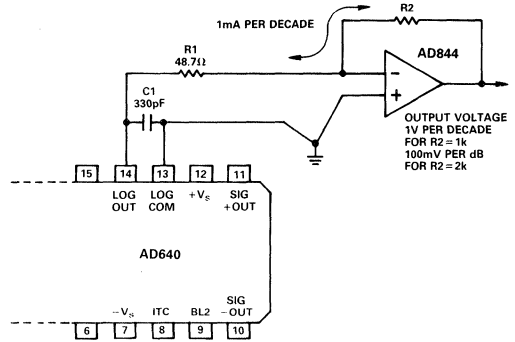 1mA PER DECADE
R2
R1
48.7Ω
AD844
–
+
C1
330pF
OUTPUT VOLTAGE
1V PER DECADE
FOR R2 = 1k
100mV PER dB
FOR R2 = 2k
15 14 13 12 11
LOG OUT
LOG COM
+VS
SIG +OUT
AD640
–VS
ITC
BL2
SIG –OUT
6 7 8 9 10